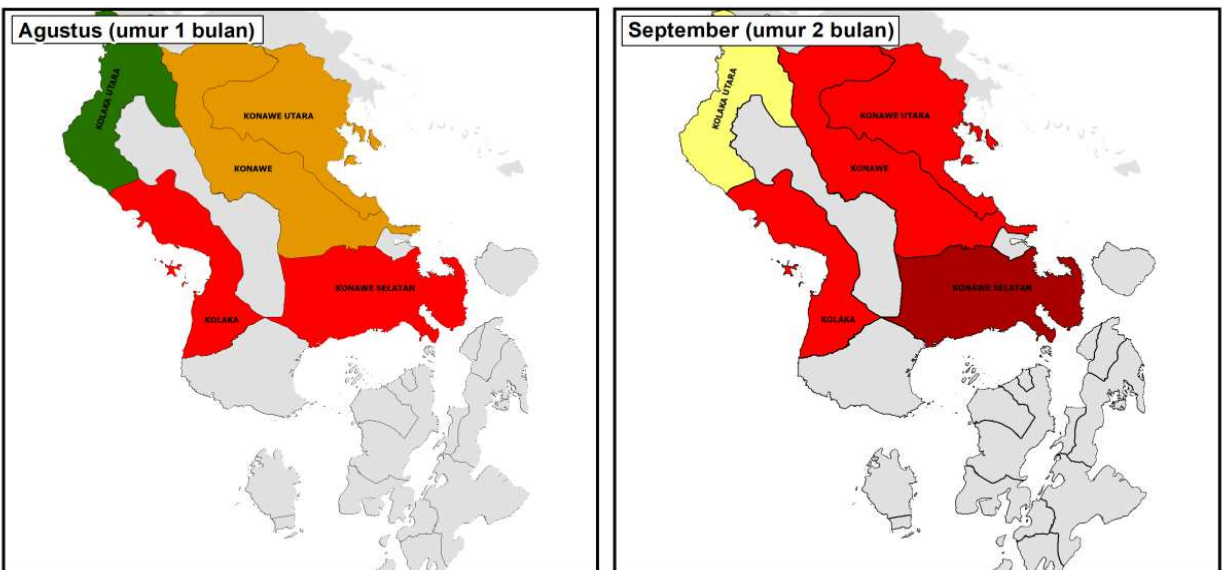 Agustus (umur 1 bulan)
KOLAKA UTARA
KONAWE UTARA
KONAWE
KONAWE SELATAN
KOLAKA
September (umur 2 bulan)
KOLAKA UTARA
KONAWE UTARA
KONAWE
KONAWE SELATAN
KOLAKA